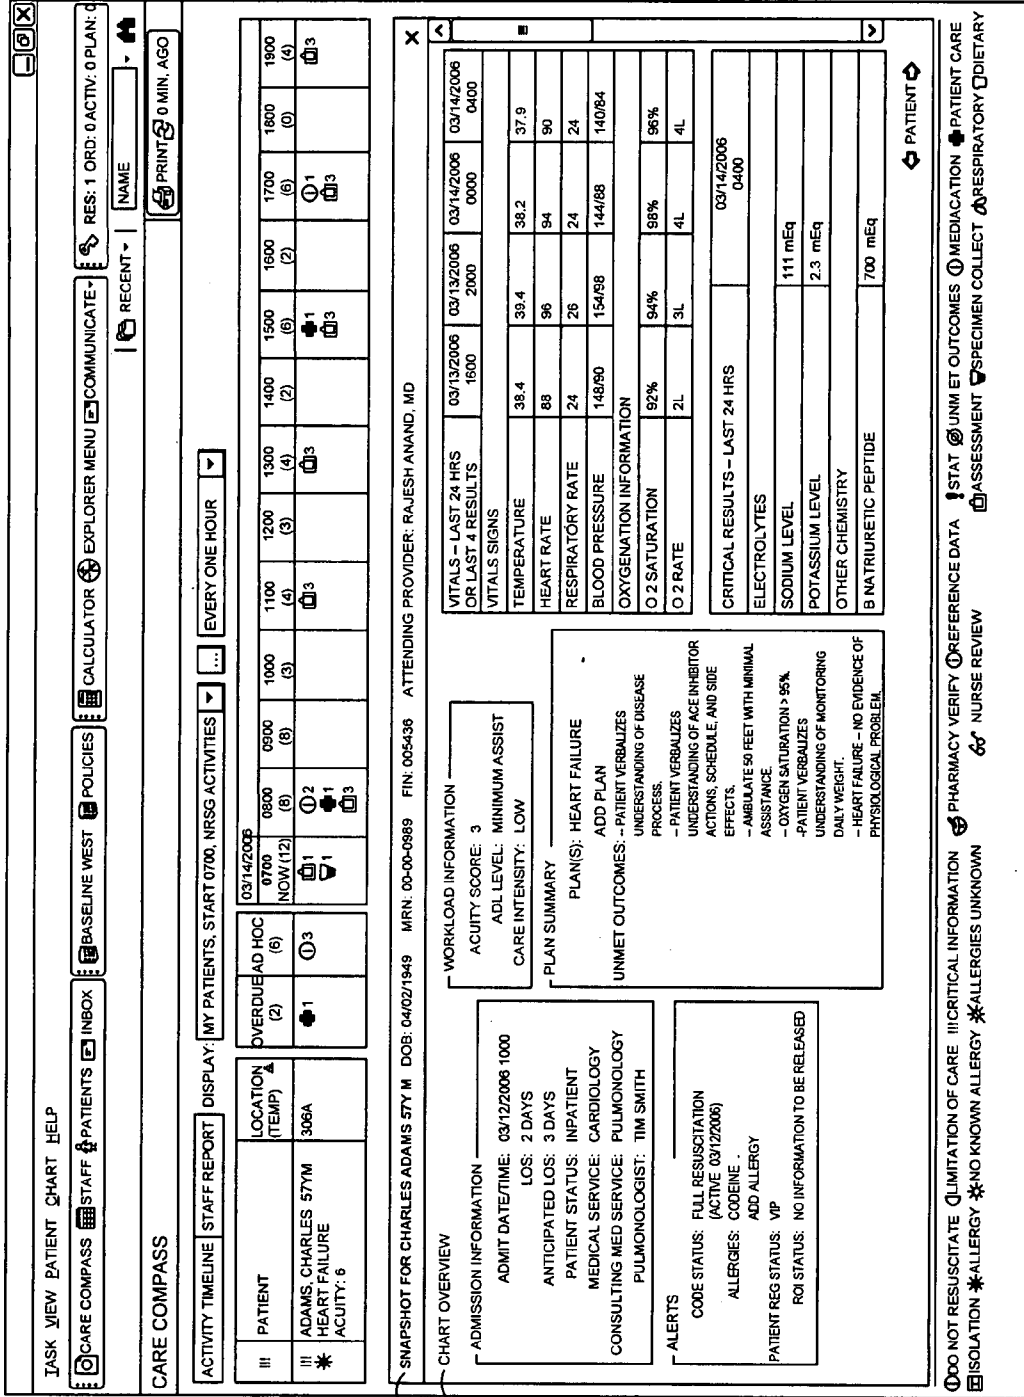 TASK VIEW PATIENT CHART HELP
CARE COMPASS STAFF PATIENTS INBOX BASELINE WEST POLICIES CALCULATOR EXPLORER MENU COMMUNICATE RES: 1 ORD: 0 ACTIV: 0 PLAN: 0
RECENT NAME
CARE COMPASS PRINT 0 MIN, AGO
ACTIVITY TIMELINE STAFF REPORT DISPLAY: MY PATIENTS, START 0700, NRSG ACTIVITIES ... EVERY ONE HOUR
03/14/2006
!!! PATIENT LOCATION (TEMP) OVERDUE (2) AD HOC (6) 0700 NOW (12) 0800 (8) 0900 (8) 1000 (3) 1100 (4) 1200 (3) 1300 (4) 1400 (2) 1500 (6) 1600 (2) 1700 (6) 1800 (0) 1900 (4)
!!! ADAMS, CHARLES 57YM 306A 1 3 1 2 3 3 1 1 3
HEART FAILURE 1 1 3 3
ACUITY: 6 3
SNAPSHOT FOR CHARLES ADAMS 57Y M DOB: 04/02/1949 MRN: 00-00-0989 FIN: 005436 ATTENDING PROVIDER: RAJESH ANAND, MD X
CHART OVERVIEW
ADMISSION INFORMATION
ADMIT DATE/TIME: 03/12/2006 1000
LOS: 2 DAYS
ANTICIPATED LOS: 3 DAYS
PATIENT STATUS: INPATIENT
MEDICAL SERVICE: CARDIOLOGY
CONSULTING MED SERVICE: PULMONOLOGY
PULMONOLOGIST: TIM SMITH
ALERTS
CODE STATUS: FULL RESUSCITATION
(ACTIVE 03/12/2006)
ALLERGIES: CODEINE
ADD ALLERGY
PATIENT REG STATUS: VIP
ROI STATUS: NO INFORMATION TO BE RELEASED
WORKLOAD INFORMATION
ACUITY SCORE: 3
ADL LEVEL: MINIMUM ASSIST
CARE INTENSITY: LOW
PLAN SUMMARY
PLAN(S): HEART FAILURE
ADD PLAN
UNMET OUTCOMES: -- PATIENT VERBALIZES
UNDERSTANDING OF DISEASE
PROCESS.
-- PATIENT VERBALIZES
UNDERSTANDING OF ACE INHIBITOR
ACTIONS, SCHEDULE, AND SIDE
EFFECTS.
-- AMBULATE 50 FEET WITH MINIMAL
ASSISTANCE.
-- OXYGEN SATURATION > 95%.
-PATIENT VERBALIZES
UNDERSTANDING OF MONITORING
DAILY WEIGHT.
-- HEART FAILURE -- NO EVIDENCE OF
PHYSIOLOGICAL PROBLEM.
VITALS – LAST 24 HRS 03/13/2006 03/13/2006 03/14/2006 03/14/2006
OR LAST 4 RESULTS 1600 2000 0000 0400
VITALS SIGNS
TEMPERATURE 38.4 39.4 38.2 37.9
HEART RATE 88 96 94 90
RESPIRATORY RATE 24 26 24 24
BLOOD PRESSURE 148/90 154/98 144/88 140/84
OXYGENATION INFORMATION
O 2 SATURATION 92% 94% 98% 96%
O 2 RATE 2L 3L 4L 4L
CRITICAL RESULTS – LAST 24 HRS 03/14/2006 0400
ELECTROLYTES
SODIUM LEVEL 111 mEq
POTASSIUM LEVEL 2.3 mEq
OTHER CHEMISTRY
B NATRIURETIC PEPTIDE 700 mEq
PATIENT
DO NOT RESUSCITATE LIMITATION OF CARE !!! CRITICAL INFORMATION PHARMACY VERIFY REFERENCE DATA STAT UNM ET OUTCOMES MEDIACATION PATIENT CARE
ISOLATION ALLERGY NO KNOWN ALLERGY ALLERGIES UNKNOWN NURSE REVIEW ASSESSMENT SPECIMEN COLLECT RESPIRATORY DIETARY